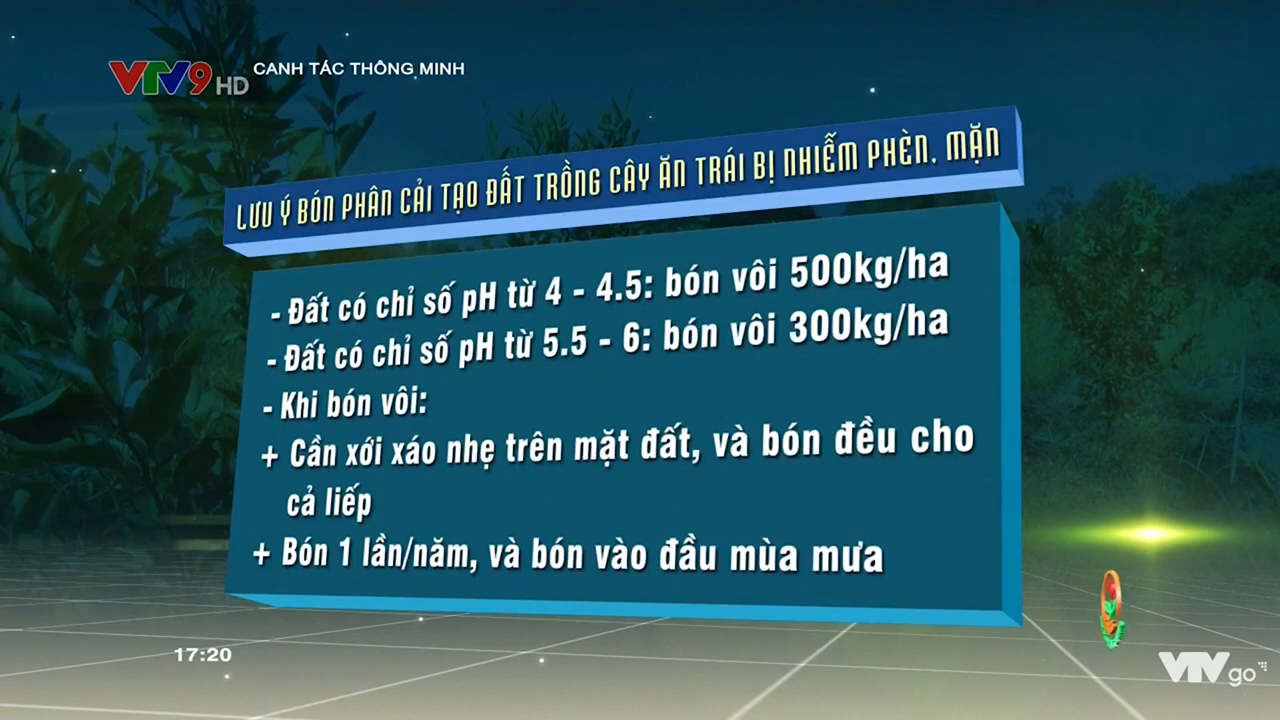 VTV9 HD
CANH TÁC THÔNG MINH
LƯU Ý BÓN PHÂN CẢI TẠO ĐẤT TRỒNG CÂY ĂN TRÁI BỊ NHIỄM PHÈN, MẶN
- Đất có chỉ số pH từ 4 - 4.5: bón vôi 500kg/ha
- Đất có chỉ số pH từ 5.5 - 6: bón vôi 300kg/ha
- Khi bón vôi:
+ Cần xới xáo nhẹ trên mặt đất, và bón đều cho
cả liếp
+ Bón 1 lần/năm, và bón vào đầu mùa mưa
17:20
VTV go